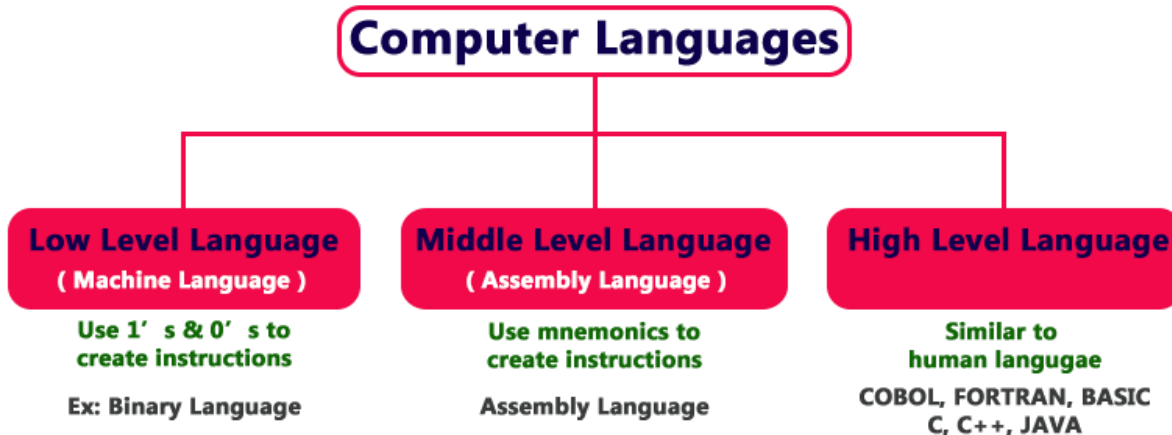 Computer Languages
Low Level Language
( Machine Language )
Use 1' s & 0' s to
create instructions
Ex: Binary Language
Middle Level Language
( Assembly Language )
Use mnemonics to
create instructions
Assembly Language
High Level Language
Similar to
human langugae
COBOL, FORTRAN, BASIC
C, C++, JAVA